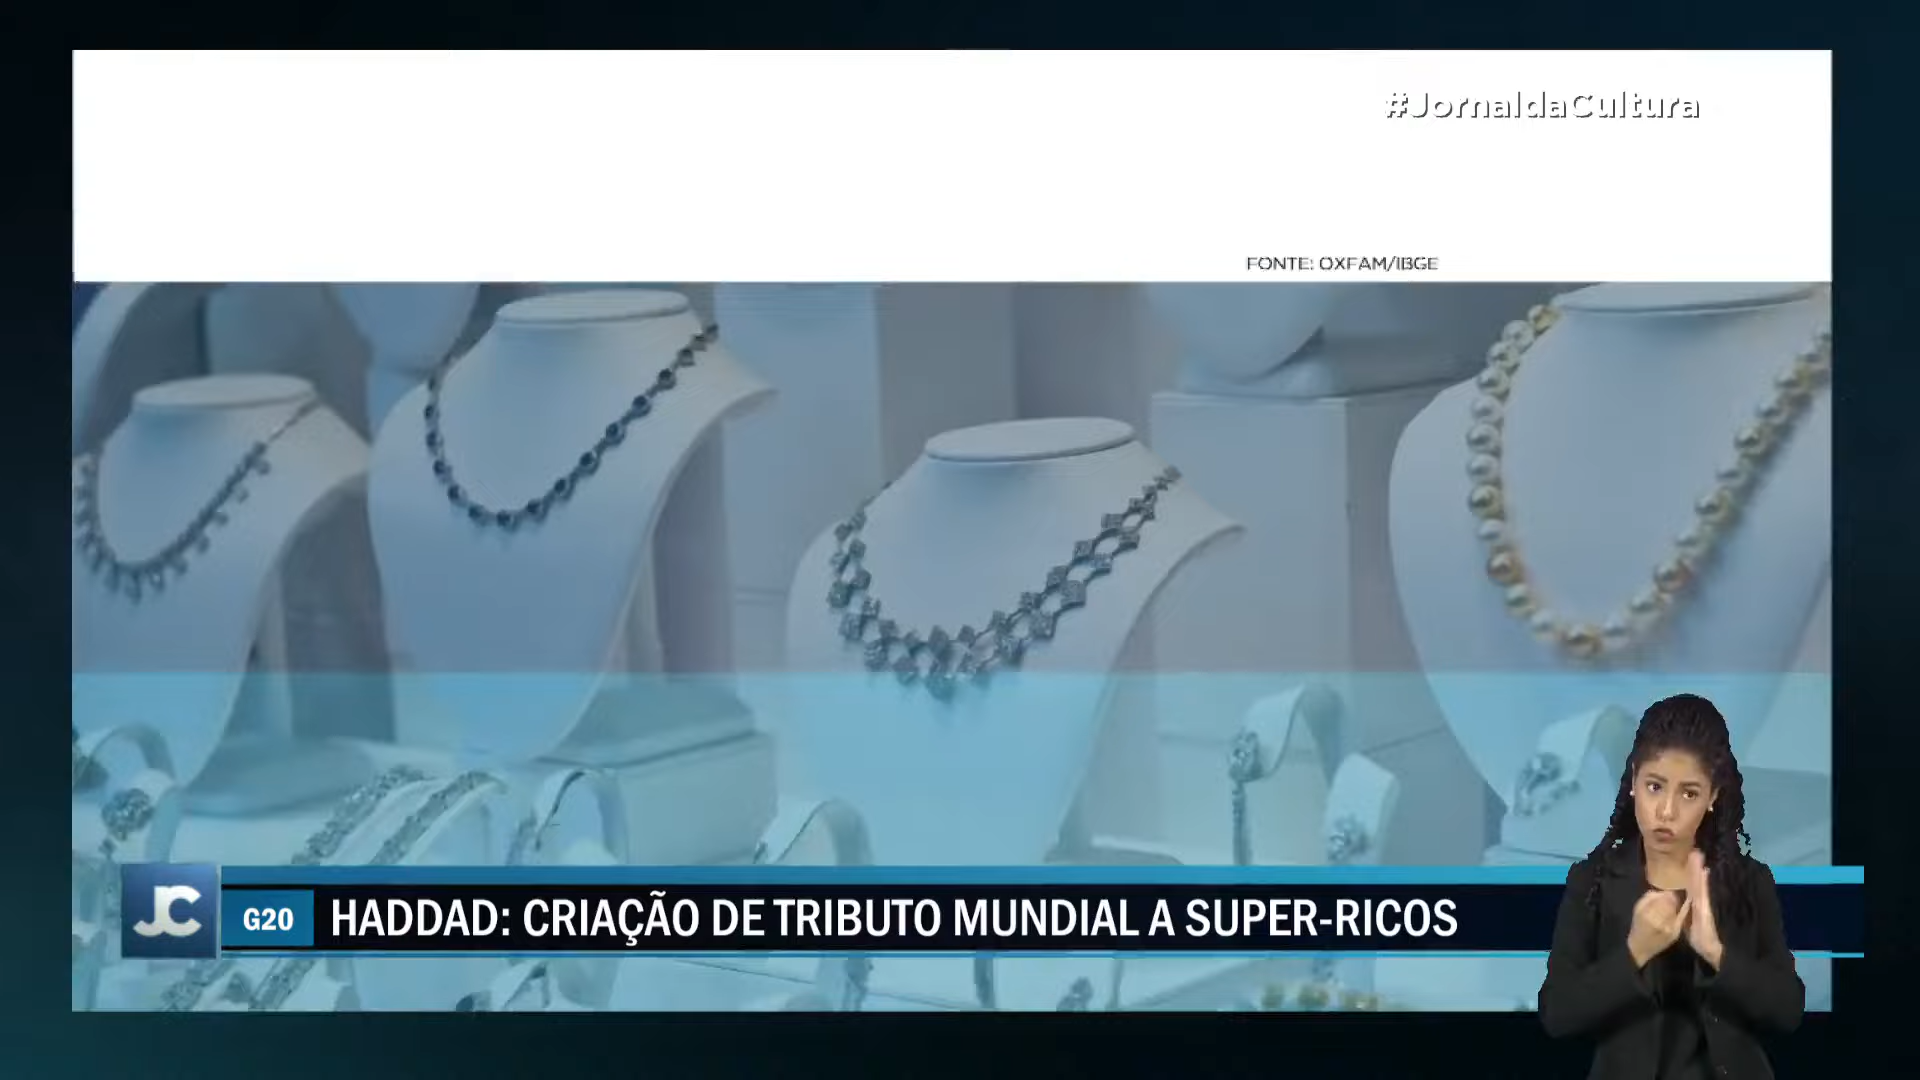 #JornaldaCultura
FONTE: OXFAM/IBGE
JC
G20
HADDAD: CRIAÇÃO DE TRIBUTO MUNDIAL A SUPER-RICOS